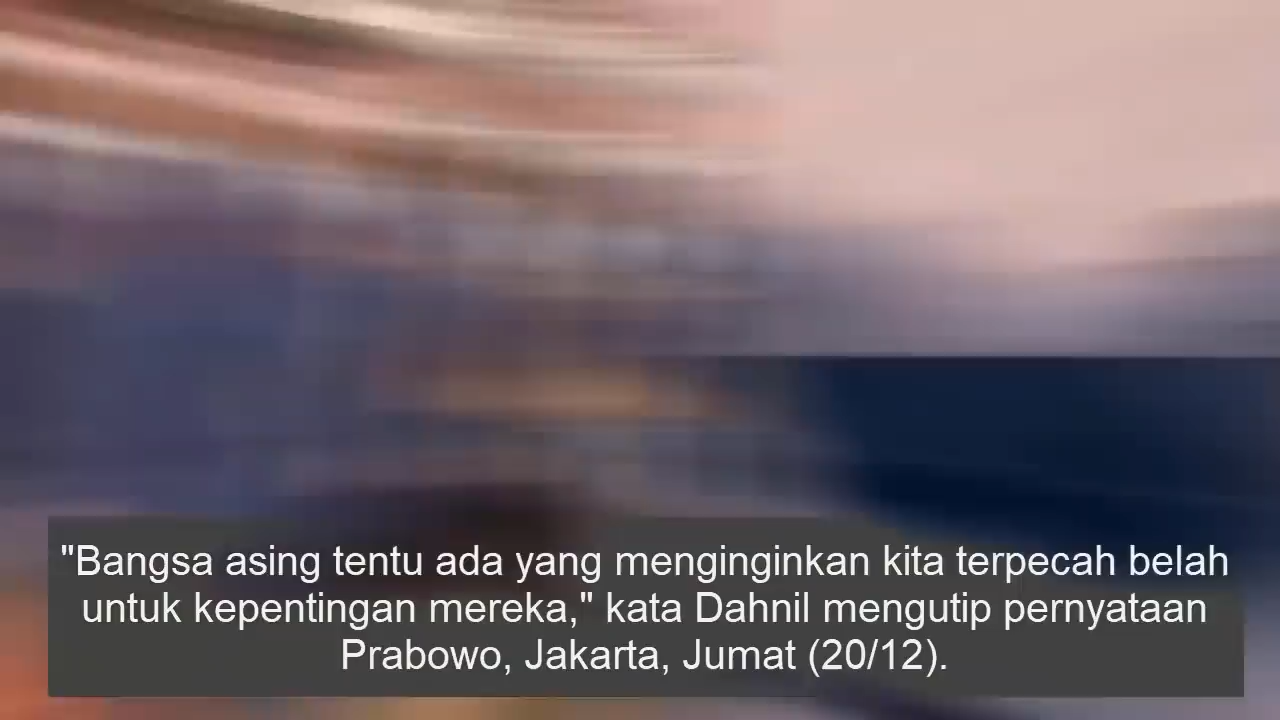 "Bangsa asing tentu ada yang menginginkan kita terpecah belah
untuk kepentingan mereka," kata Dahnil mengutip pernyataan
Prabowo, Jakarta, Jumat (20/12).